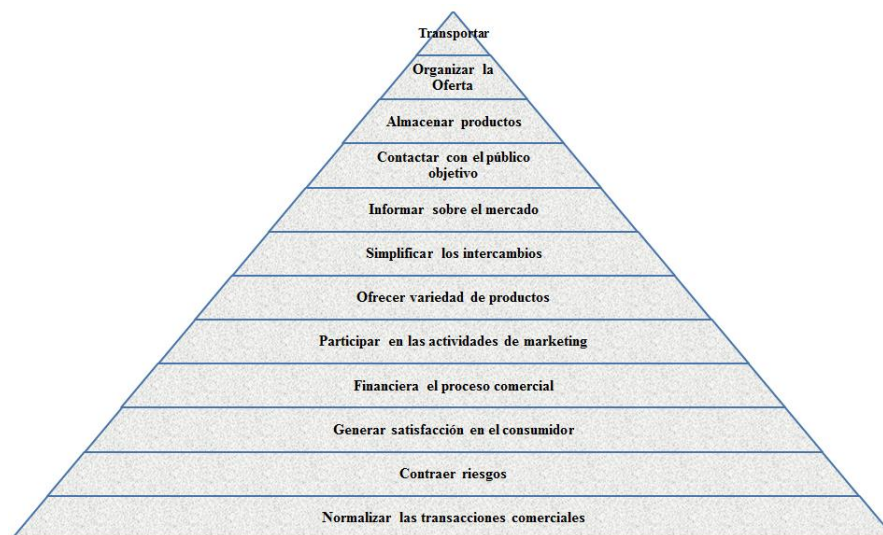 Transportar
Organizar la
Oferta
Almacenar productos
Contactar con el público
objetivo
Informar sobre el mercado
Simplificar los intercambios
Ofrecer variedad de productos
Participar en las actividades de marketing
Financiera el proceso comercial
Generar satisfacción en el consumidor
Contraer riesgos
Normalizar las transacciones comerciales